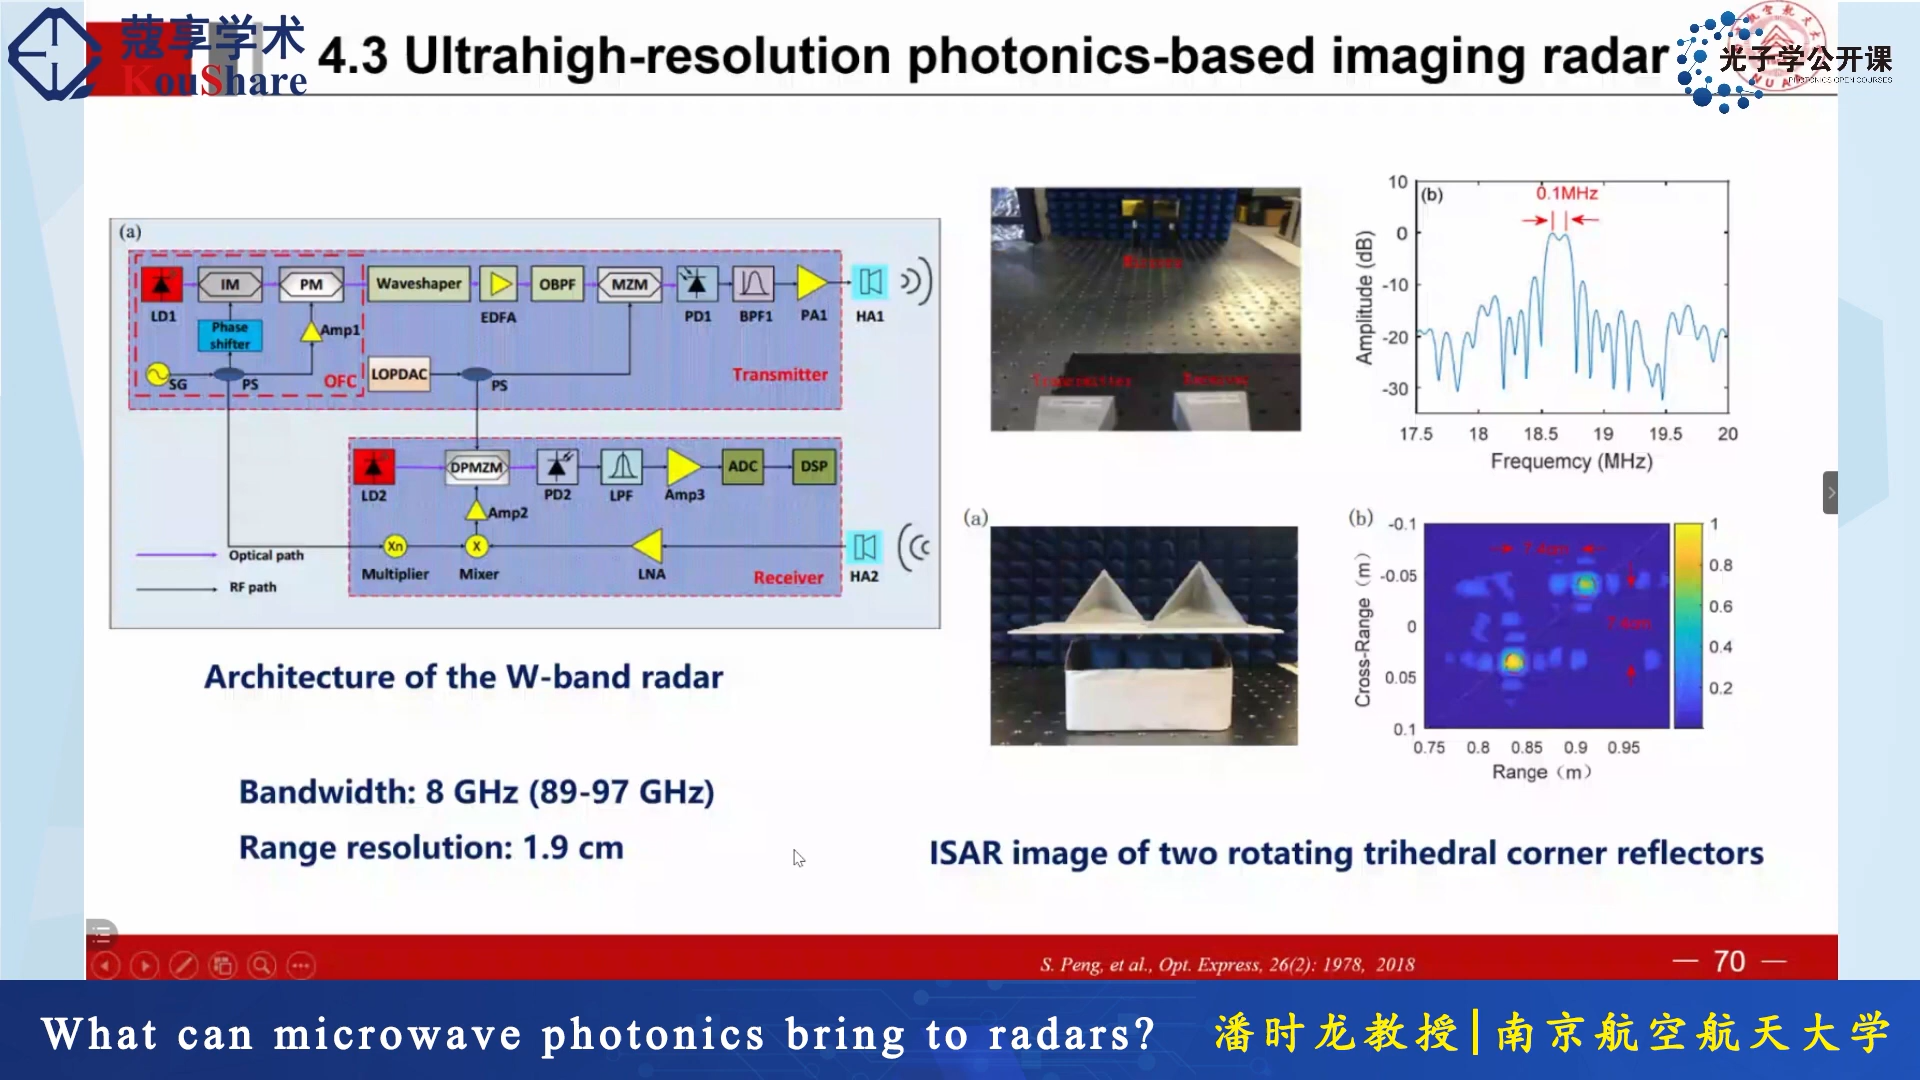 蔻享学术
KouShare
4.3 Ultrahigh-resolution photonics-based imaging radar
光子学公开课
PHOTONICS OPEN COURSES
(a)
LD1
IM
PM
Waveshaper
EDFA
OBPF
MZM
PD1
BPF1
PA1
HA1
Phase
shifter
Amp1
SG
PS
OFC
LOPDAC
PS
Transmitter
LD2
DPMZM
PD2
LPF
Amp3
ADC
DSP
Amp2
Xn
X
Multiplier
Mixer
LNA
Receiver
HA2
Optical path
RF path
Architecture of the W-band radar
Bandwidth: 8 GHz (89-97 GHz)
Range resolution: 1.9 cm
Transmitter
(b)
0.1MHz
10
0
-10
-20
-30
Amplitude (dB)
17.5 18 18.5 19 19.5 20
Frequemcy (MHz)
(a)
(b)
-0.1
-0.05
0
0.05
0.1
Cross-Range (m)
0.75 0.8 0.85 0.9 0.95
Range (m)
1
0.8
0.6
0.4
0.2
ISAR image of two rotating trihedral corner reflectors
S. Peng, et al., Opt. Express, 26(2): 1978, 2018
— 70 —
What can microwave photonics bring to radars?
潘时龙教授|南京航空航天大学